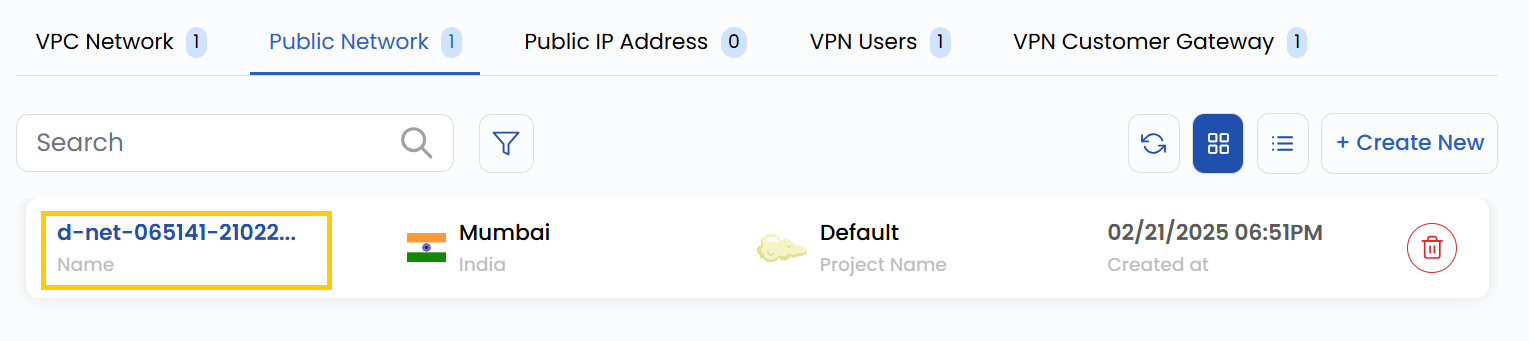 VPC Network 1 Public Network 1 Public IP Address 0 VPN Users 1 VPN Customer Gateway 1
Search + Create New
d-net-065141-21022... Mumbai Default 02/21/2025 06:51PM
Name India Project Name Created at